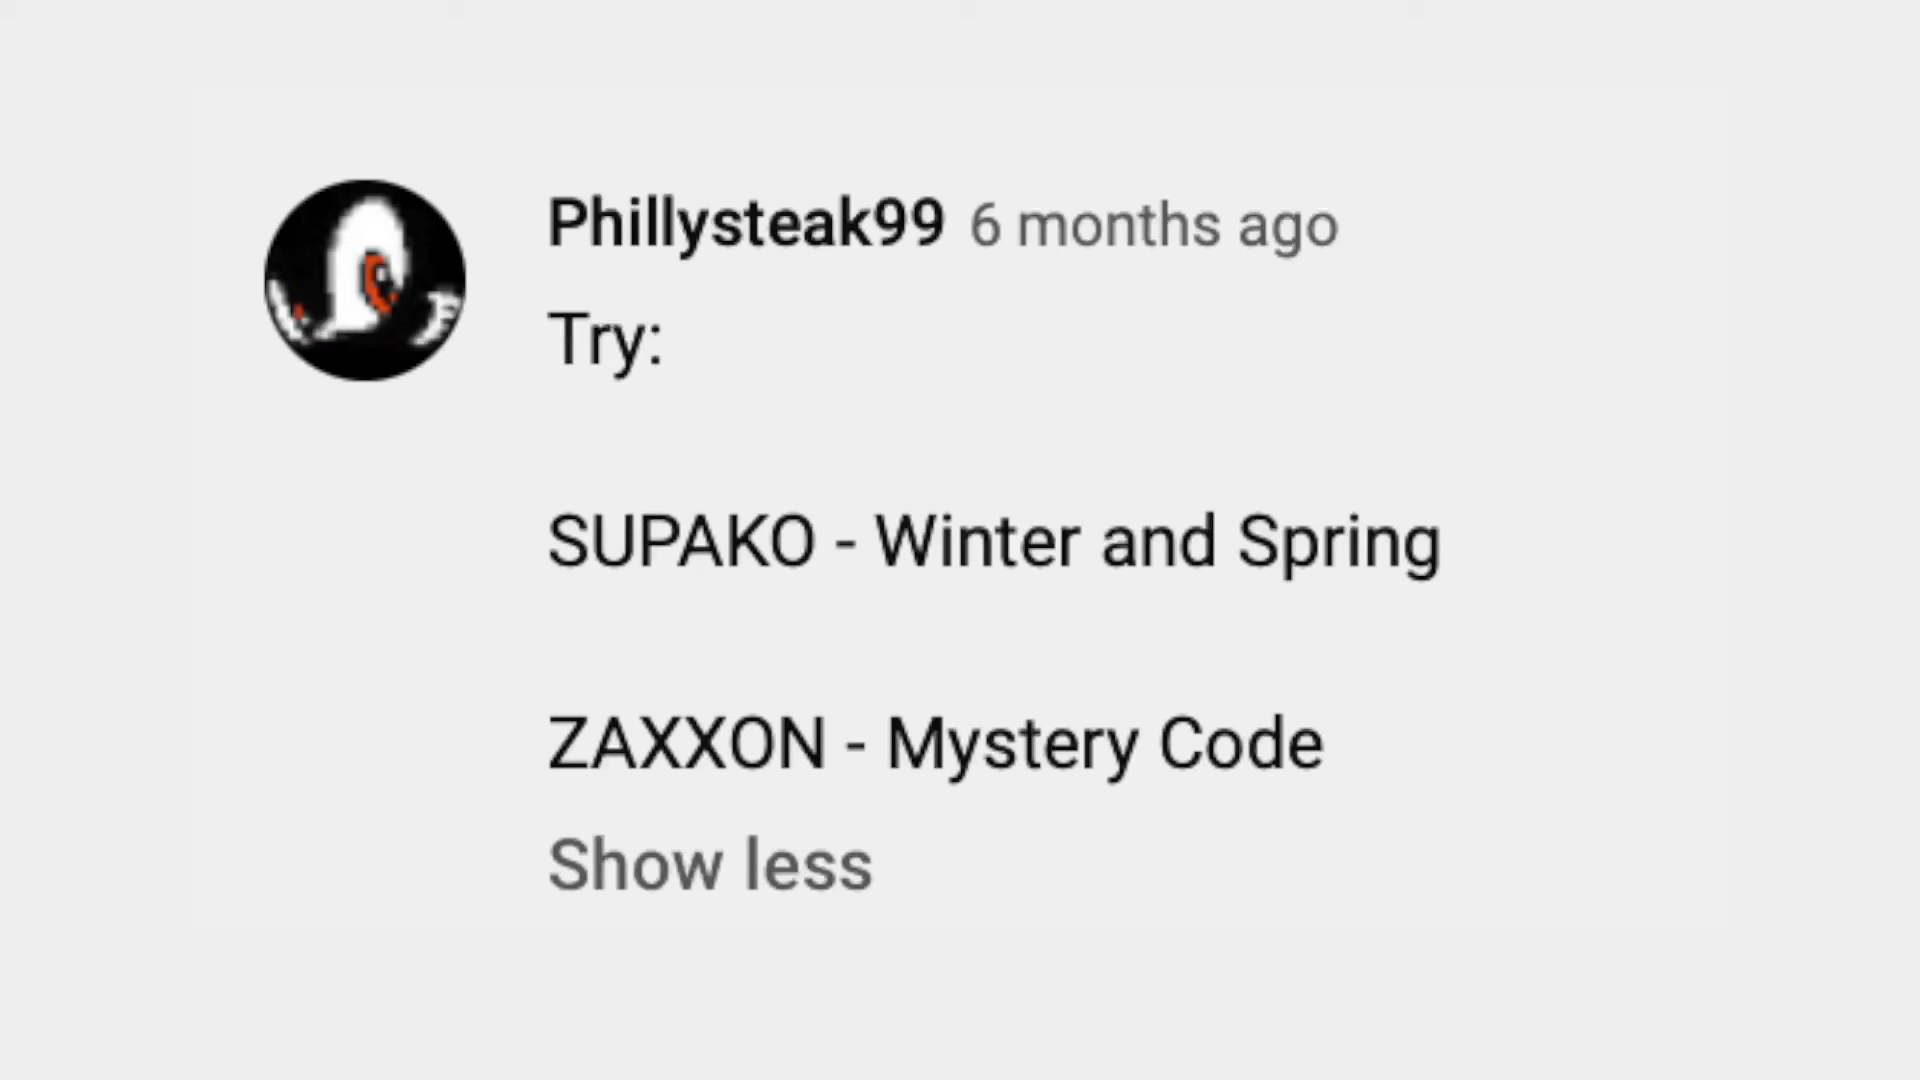 Phillysteak99 6 months ago
Try:
SUPAKO - Winter and Spring
ZAXXON - Mystery Code
Show less